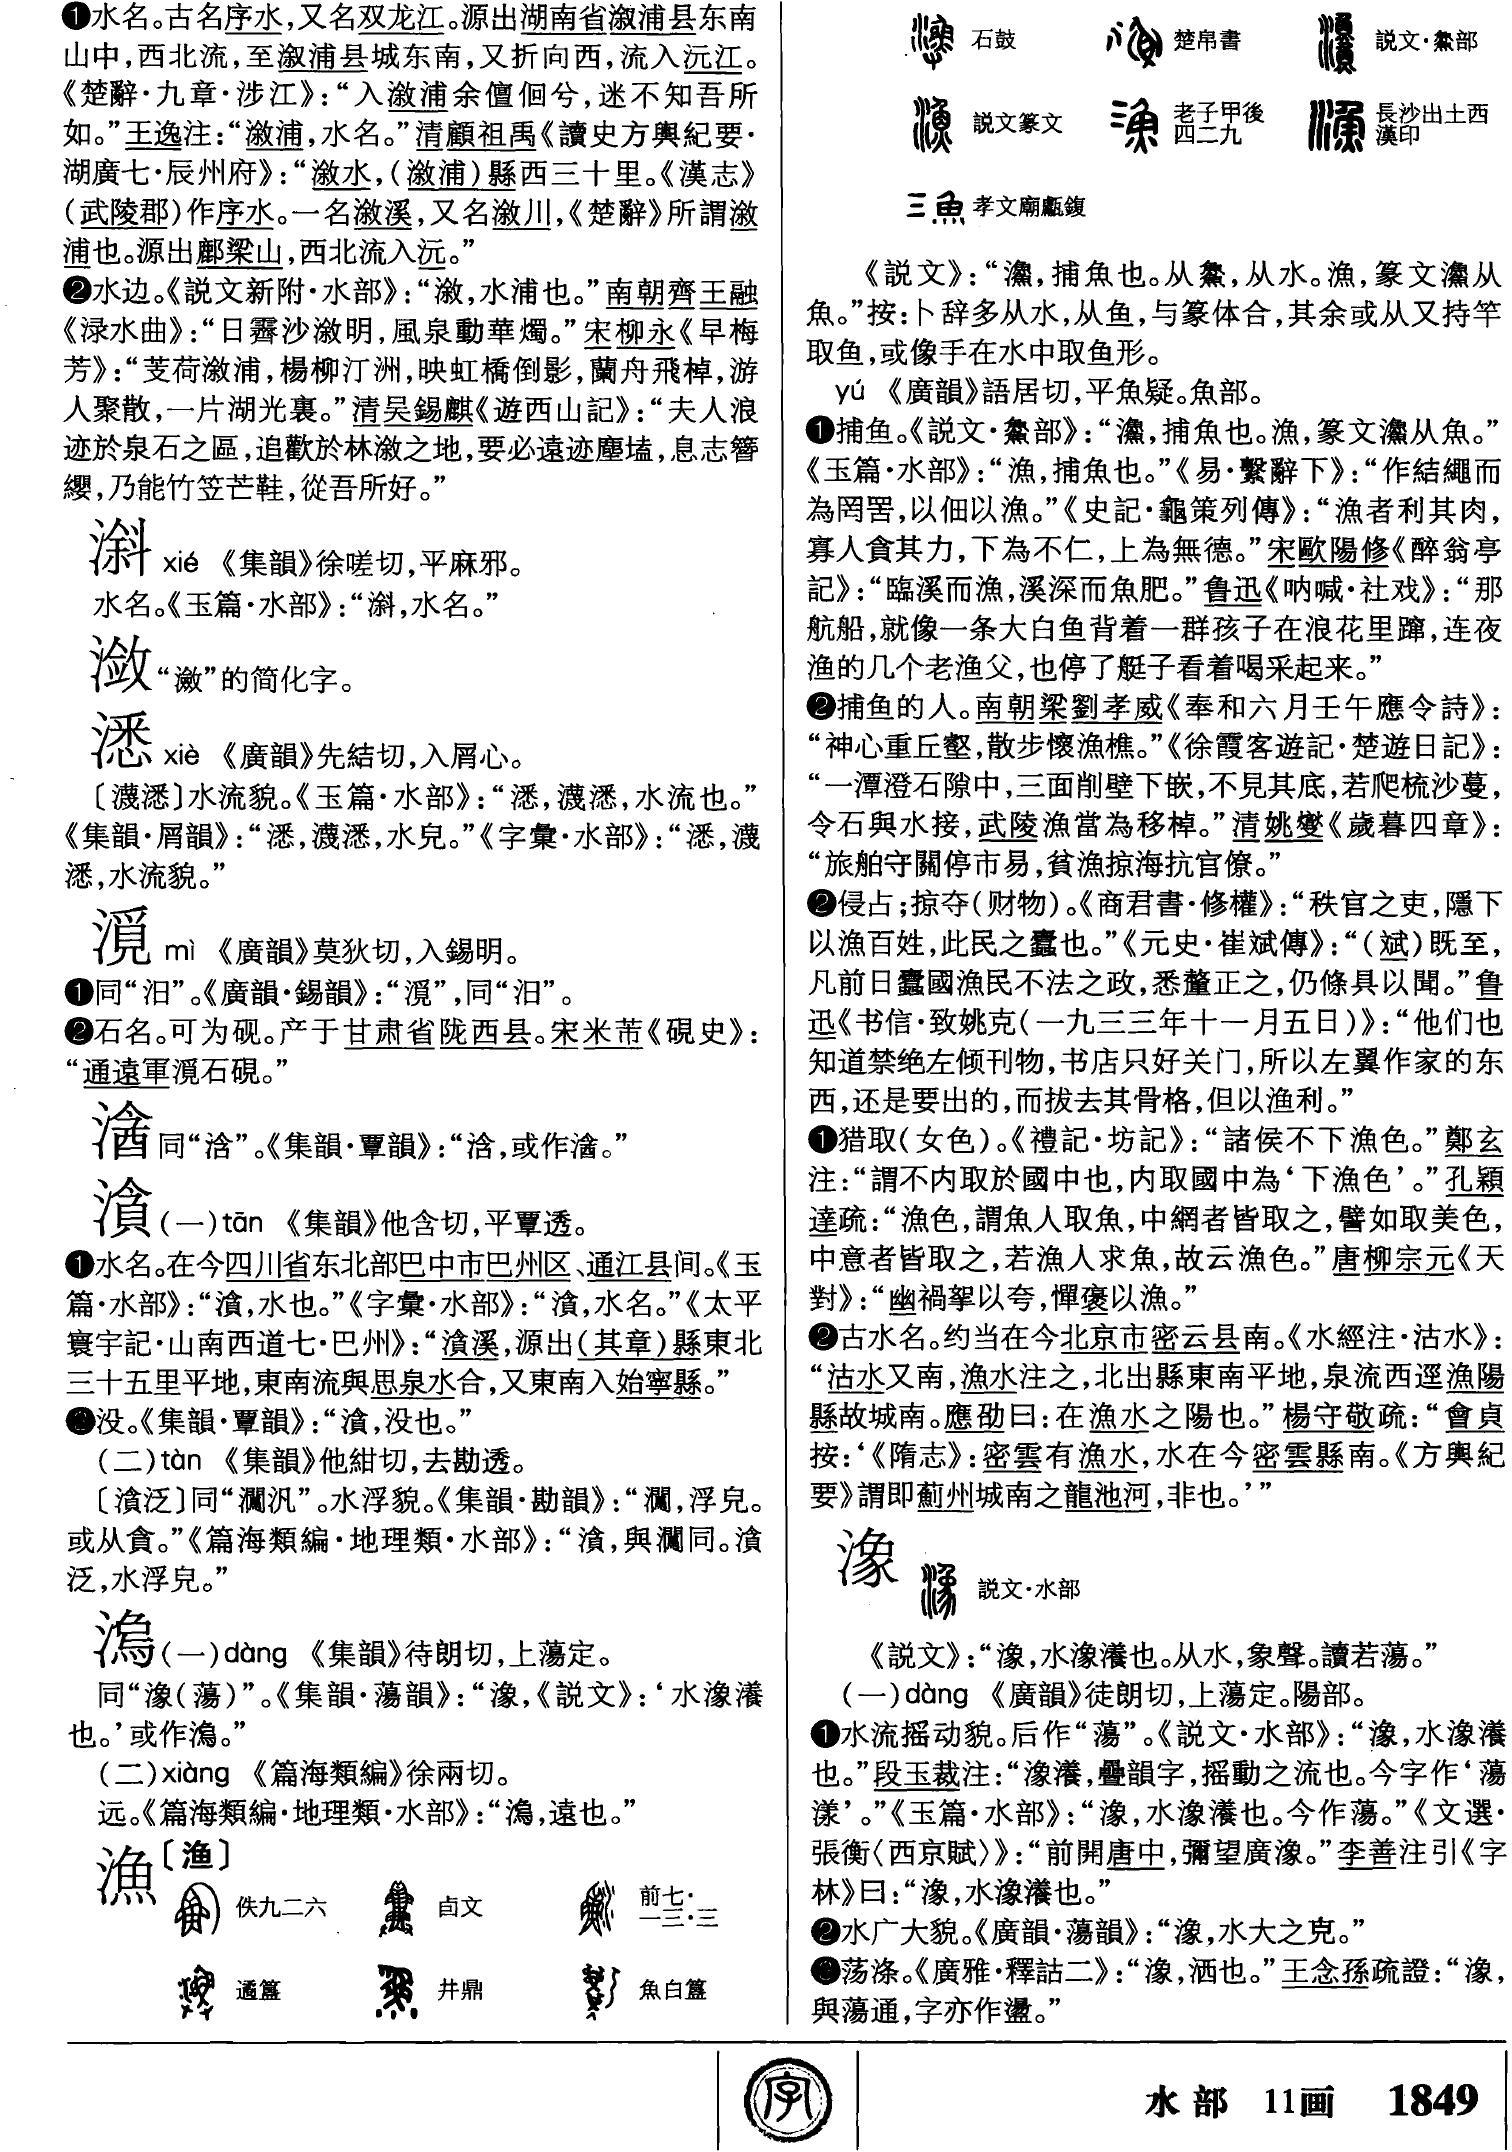 ❶水名。古名序水，又名双龙江。源出湖南省溆浦县东南
山中，西北流，至溆浦县城东南，又折向西，流入沅江。
《楚辭·九章·涉江》：“入溆浦余儃佪兮，迷不知吾所
如。”王逸注：“溆浦，水名。”清顧祖禹《讀史方輿紀要·
湖廣七·辰州府》：“溆水，（溆浦）縣西三十里。《漢志》
（武陵郡）作序水。一名溆溪，又名溆川，《楚辭》所謂溆
浦也。源出鄜梁山，西北流入沅。”
❷水边。《説文新附·水部》：“溆，水浦也。”南朝齊王融
《渌水曲》：“日霽沙溆明，風泉動華燭。”宋柳永《早梅
芳》：“芰荷溆浦，楊柳汀洲，映虹橋倒影，蘭舟飛棹，游
人聚散，一片湖光裏。”清吴錫麒《遊西山記》：“夫人浪
迹於泉石之區，追歡於林溆之地，要必遠迹塵壒，息志簪
纓，乃能竹笠芒鞋，從吾所好。”
㴬 xié 《集韻》徐嗟切，平麻邪。
水名。《玉篇·水部》：“㴬，水名。”
潋 “瀲”的简化字。
㴽 xiè 《廣韻》先結切，入屑心。
〔瀎㴽〕水流貌。《玉篇·水部》：“㴽，瀎㴽，水流也。”
《集韻·屑韻》：“㴽，瀎㴽，水皃。”《字彙·水部》：“㴽，瀎
㴽，水流貌。”
漞 mì 《廣韻》莫狄切，入錫明。
❶同“汨”。《廣韻·錫韻》：“漞”，同“汨”。
❷石名。可为砚。产于甘肃省陇西县。宋米芾《硯史》：
“通遠軍漞石硯。”
同“浛”。《集韻·覃韻》：“浛，或作。”
㵅 （一）tān 《集韻》他含切，平覃透。
❶水名。在今四川省东北部巴中市巴州区、通江县间。《玉
篇·水部》：“㵅，水也。”《字彙·水部》：“㵅，水名。”《太平
寰宇記·山南西道七·巴州》：“㵅溪，源出（其章）縣東北
三十五里平地，東南流與思泉水合，又東南入始寧縣。”
❷没。《集韻·覃韻》：“㵅，没也。”
（二）tàn 《集韻》他紺切，去勘透。
〔㵅泛〕同“灁汎”。水浮貌。《集韻·勘韻》：“，浮皃。
或从貪。”《篇海類編·地理類·水部》：“㵅，與同。㵅
泛，水浮皃。”
（一）dàng 《集韻》待朗切，上蕩定。
同“潒（蕩）”。《集韻·蕩韻》：“潒，《説文》：‘水潒瀁
也。’或作。”
（二）xiàng 《篇海類編》徐兩切。
远。《篇海類編·地理類·水部》：“，遠也。”
漁〔渔〕
佚九二六 卣文 前七·一三·三
遹簋 井鼎 魚白簋
石鼓 楚帛書 説文·𩺰部
説文篆文 老子甲後四二九 長沙出土西漢印
孝文廟甗鍑
《説文》：“𤅛，捕魚也。从𩺰，从水。漁，篆文𤅛从
魚。”按：卜辞多从水，从鱼，与篆体合，其余或从又持竿
取鱼，或像手在水中取鱼形。
yú 《廣韻》語居切，平魚疑。魚部。
❶捕鱼。《説文·𩺰部》：“𤅛，捕魚也。漁，篆文𤅛从魚。”
《玉篇·水部》：“漁，捕魚也。”《易·繫辭下》：“作結繩而
為罔罟，以佃以漁。”《史記·龜策列傳》：“漁者利其肉，
寡人貪其力，下為不仁，上為無德。”宋歐陽修《醉翁亭
記》：“臨溪而漁，溪深而魚肥。”鲁迅《呐喊·社戏》：“那
航船，就像一条大白鱼背着一群孩子在浪花里蹿，连夜
渔的几个老渔父，也停了艇子看着喝采起来。”
❷捕鱼的人。南朝梁劉孝威《奉和六月壬午應令詩》：
“神心重丘壑，散步懷漁樵。”《徐霞客遊記·楚遊日記》：
“一潭澄石隙中，三面削壁下嵌，不見其底，若爬梳沙蔓，
令石與水接，武陵漁當為移棹。”清姚燮《歲暮四章》：
“旅舶守關停市易，貧漁掠海抗官僚。”
❷侵占；掠夺（财物）。《商君書·修權》：“秩官之吏，隱下
以漁百姓，此民之蠹也。”《元史·崔斌傳》：“（斌）既至，
凡前日蠹國漁民不法之政，悉釐正之，仍條具以聞。”鲁
迅《书信·致姚克（一九三三年十一月五日）》：“他们也
知道禁绝左倾刊物，书店只好关门，所以左翼作家的东
西，还是要出的，而拔去其骨格，但以渔利。”
❶猎取（女色）。《禮記·坊記》：“諸侯不下漁色。”鄭玄
注：“謂不内取於國中也，内取國中為‘下漁色’。”孔穎
達疏：“漁色，謂漁人取魚，中網者皆取之，譬如取美色，
中意者皆取之，若漁人求魚，故云漁色。”唐柳宗元《天
對》：“幽禍挐以夸，憚褒以漁。”
❷古水名。约当在今北京市密云县南。《水經注·沽水》：
“沽水又南，漁水注之，北出縣東南平地，泉流西逕漁陽
縣故城南。應劭曰：在漁水之陽也。”楊守敬疏：“會貞
按：‘《隋志》：密雲有漁水，水在今密雲縣南。《方輿紀
要》謂即薊州城南之龍池河，非也。’”
潒 説文·水部
《説文》：“潒，水潒瀁也。从水，象聲。讀若蕩。”
（一）dàng 《廣韻》徒朗切，上蕩定。陽部。
❶水流摇动貌。后作“蕩”。《説文·水部》：“潒，水潒瀁
也。”段玉裁注：“潒瀁，疊韻字，摇動之流也。今字作‘蕩
漾’。”《玉篇·水部》：“潒，水潒瀁也。今作蕩。”《文選·
張衡〈西京賦〉》：“前開唐中，彌望廣潒。”李善注引《字
林》曰：“潒，水潒瀁也。”
❷水广大貌。《廣韻·蕩韻》：“潒，水大之皃。”
❸荡涤。《廣雅·釋詁二》：“潒，洒也。”王念孫疏證：“潒，
與蕩通，字亦作盪。”
字
水部 11画 1849